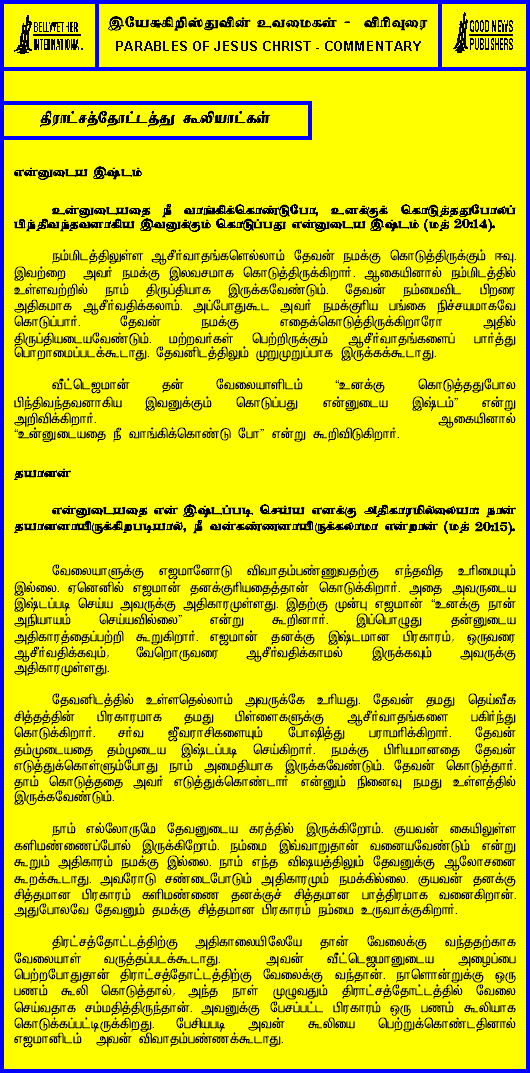 BELLWETHER
INTERNATIONAL
இயேசுகிறிஸ்துவின் உவமைகள் - விரிவுரை
PARABLES OF JESUS CHRIST - COMMENTARY
GOOD NEWS
PUBLISHERS
திராட்சத்தோட்டத்து கூலியாட்கள்
என்னுடைய இஷ்டம்
உன்னுடையதை நீ வாங்கிக்கொண்டுபோ, உனக்குக் கொடுத்ததுபோலப்
பிந்திவந்தவனாகிய இவனுக்கும் கொடுப்பது என்னுடைய இஷ்டம் (மத் 20:14).
நம்மிடத்திலுள்ள ஆசீர்வாதங்களெல்லாம் தேவன் நமக்கு கொடுத்திருக்கும் ஈவு.
இவற்றை அவர் நமக்கு இலவசமாக கொடுத்திருக்கிறார். ஆகையினால் நம்மிடத்தில்
உள்ளவற்றில் நாம் திருப்தியாக இருக்கவேண்டும். தேவன் நம்மைவிட பிறரை
அதிகமாக ஆசீர்வதிக்கலாம். அப்போதுகூட அவர் நமக்குரிய பங்கை நிச்சயமாகவே
கொடுப்பார். தேவன் நமக்கு எதைக்கொடுத்திருக்கிறாரோ அதில்
திருப்தியடையவேண்டும். மற்றவர்கள் பெற்றிருக்கும் ஆசீர்வாதங்களைப் பார்த்து
பொறாமைப்படக்கூடாது. தேவனிடத்திலும் முறுமுறுப்பாக இருக்கக்கூடாது.
வீட்டெஜமான் தன் வேலையாளிடம் “உனக்கு கொடுத்ததுபோல
பிந்திவந்தவனாகிய இவனுக்கும் கொடுப்பது என்னுடைய இஷ்டம்” என்று
அறிவிக்கிறார். ஆகையினால்
“உன்னுடையதை நீ வாங்கிக்கொண்டு போ” என்று கூறிவிடுகிறார்.
தயாளன்
என்னுடையதை என் இஷ்டப்படி செய்ய எனக்கு அதிகாரமில்லையா: நான்
தயாளனாயிருக்கிறபடியால், நீ வன்கண்ணனாயிருக்கலாமா என்றான் (மத் 20:15).
வேலையாளுக்கு எஜமானோடு விவாதம்பண்ணுவதற்கு எந்தவித உரிமையும்
இல்லை. ஏனெனில் எஜமான் தனக்குரியதைத்தான் கொடுக்கிறார். அதை அவருடைய
இஷ்டப்படி செய்ய அவருக்கு அதிகாரமுள்ளது. இதற்கு முன்பு எஜமான் “உனக்கு நான்
அநியாயம் செய்யவில்லை” என்று கூறினார். இப்பொழுது தன்னுடைய
அதிகாரத்தைப்பற்றி கூறுகிறார். எஜமான் தனக்கு இஷ்டமான பிரகாரம், ஒருவரை
ஆசீர்வதிக்கவும், வேறொருவரை ஆசீர்வதிக்காமல் இருக்கவும் அவருக்கு
அதிகாரமுள்ளது.
தேவனிடத்தில் உள்ளதெல்லாம் அவருக்கே உரியது. தேவன் தமது தெய்வீக
சித்தத்தின் பிரகாரமாக தமது பிள்ளைகளுக்கு ஆசீர்வாதங்களை பகிர்ந்து
கொடுக்கிறார். சர்வ ஜீவராசிகளையும் போஷித்து பராமரிக்கிறார். தேவன்
தம்முடையதை தம்முடைய இஷ்டப்படி செய்கிறார். நமக்கு பிரியமானதை தேவன்
எடுத்துக்கொள்ளும்போது நாம் அமைதியாக இருக்கவேண்டும். தேவன் கொடுத்தார்.
தாம் கொடுத்ததை அவர் எடுத்துக்கொண்டார் என்னும் நினைவு நமது உள்ளத்தில்
இருக்கவேண்டும்.
நாம் எல்லோருமே தேவனுடைய கரத்தில் இருக்கிறோம். குயவன் கையிலுள்ள
களிமண்ணைப்போல் இருக்கிறோம். நம்மை இவ்வாறுதான் வனையவேண்டும் என்று
கூறும் அதிகாரம் நமக்கு இல்லை. நாம் எந்த விஷயத்திலும் தேவனுக்கு ஆலோசனை
கூறக்கூடாது. அவரோடு சண்டைபோடும் அதிகாரமும் நமக்கில்லை. குயவன் தனக்கு
சித்தமான பிரகாரம் களிமண்ணை தனக்குச் சித்தமான பாத்திரமாக வனைகிறான்.
அதுபோலவே தேவனும் தமக்கு சித்தமான பிரகாரம் நம்மை உருவாக்குகிறார்.
திரட்சத்தோட்டத்திற்கு அதிகாலையிலேயே தான் வேலைக்கு வந்ததற்காக
வேலையாள் வருத்தப்படக்கூடாது. அவன் வீட்டெஜமானுடைய அழைப்பை
பெற்றபோதுதான் திராட்சத்தோட்டத்திற்கு வேலைக்கு வந்தான். நாளொன்றுக்கு ஒரு
பணம் கூலி கொடுத்தால், அந்த நாள் முழுவதும் திராட்சத்தோட்டத்தில் வேலை
செய்வதாக சம்மதித்திருந்தான். அவனுக்கு பேசப்பட்ட பிரகாரம் ஒரு பணம் கூலியாக
கொடுக்கப்பட்டிருக்கிறது. பேசியபடி அவன் கூலியை பெற்றுக்கொண்டதினால்
எஜமானிடம் அவன் விவாதம்பண்ணக்கூடாது.